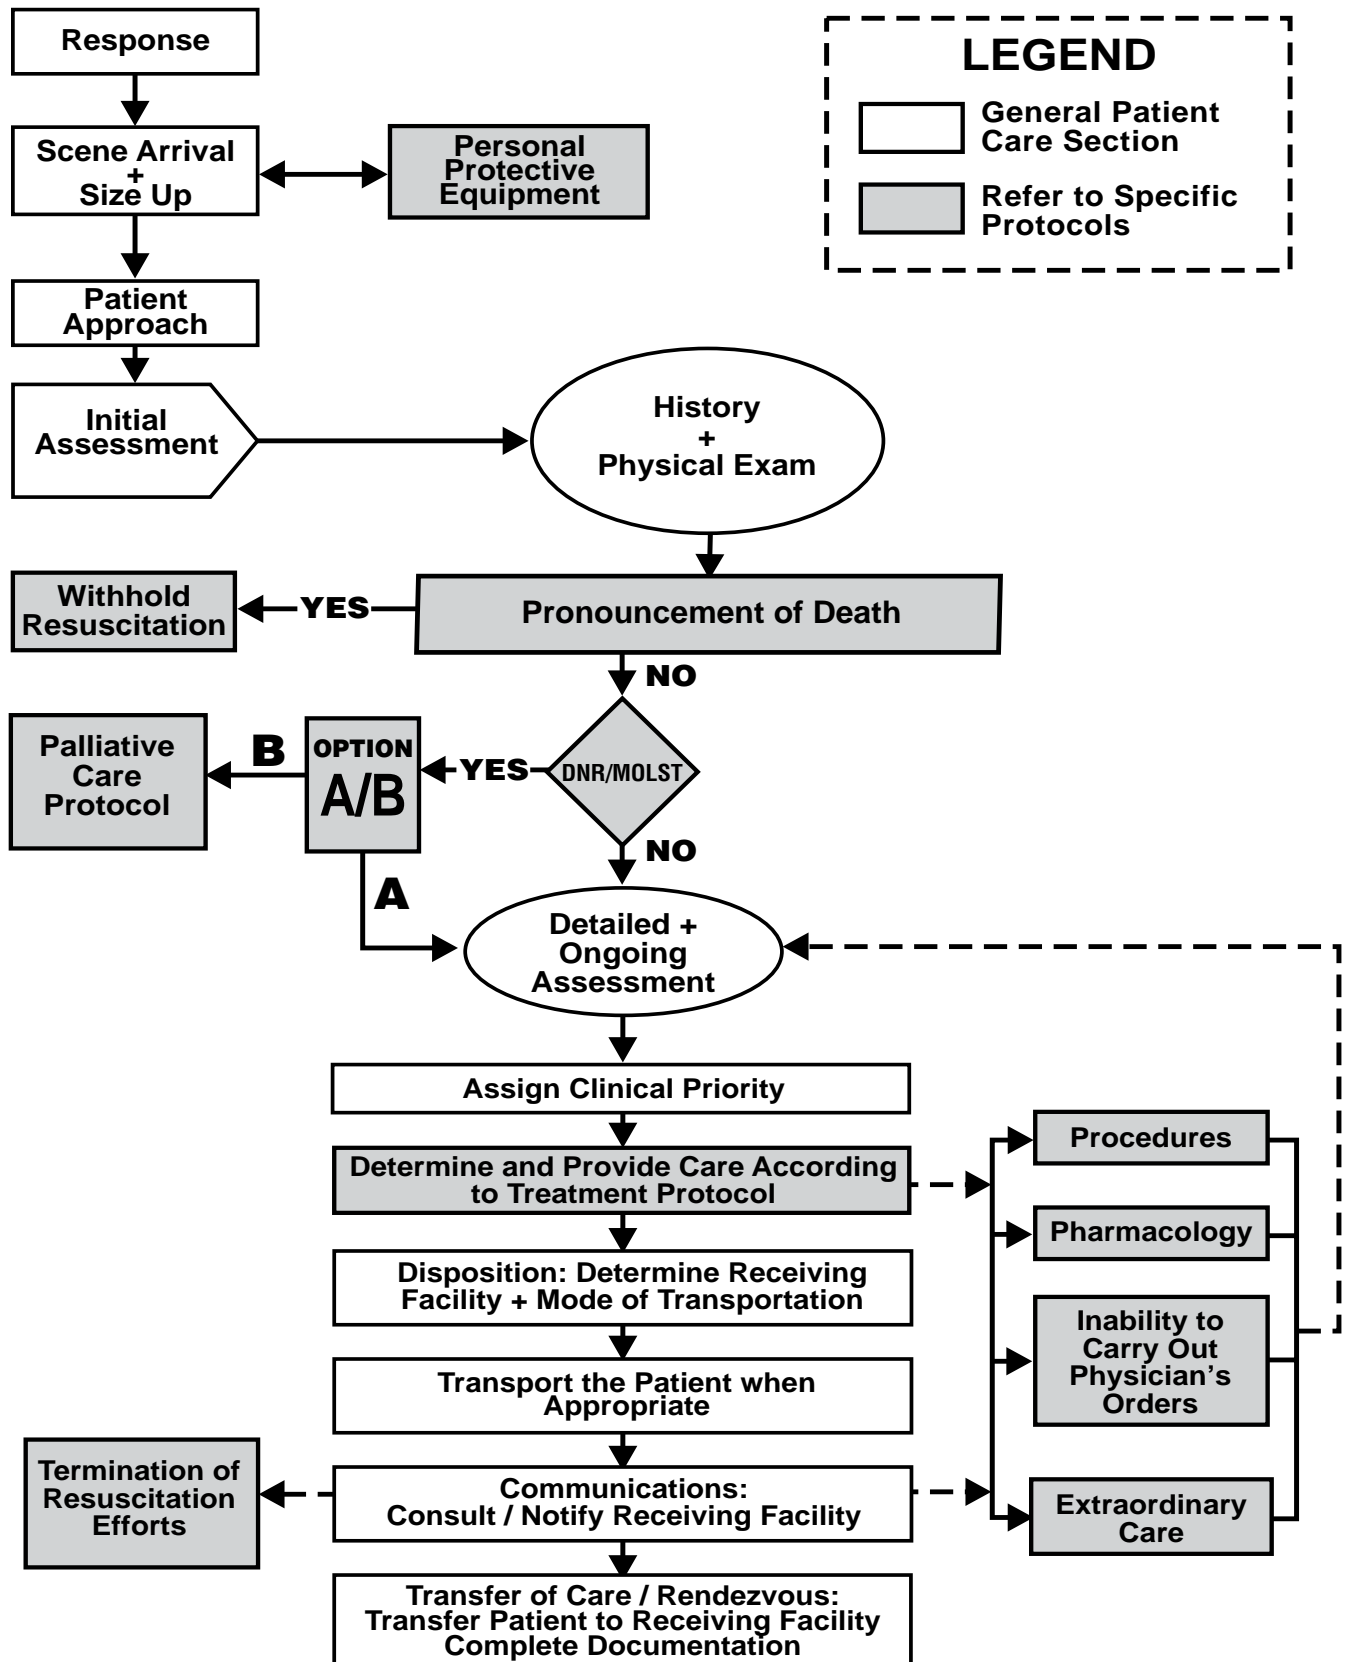 Response
LEGEND
General Patient
Care Section
Refer to Specific
Protocols
Scene Arrival
+
Size Up
Personal
Protective
Equipment
Patient
Approach
Initial
Assessment
History
+
Physical Exam
Withhold
Resuscitation
YES
Pronouncement of Death
NO
Palliative
Care
Protocol
B
OPTION
A/B
YES
DNR/MOLST
NO
A
Detailed +
Ongoing
Assessment
Assign Clinical Priority
Determine and Provide Care According
to Treatment Protocol
Procedures
Pharmacology
Inability to
Carry Out
Physician’s
Orders
Extraordinary
Care
Disposition: Determine Receiving
Facility + Mode of Transportation
Transport the Patient when
Appropriate
Termination of
Resuscitation
Efforts
Communications:
Consult / Notify Receiving Facility
Transfer of Care / Rendezvous:
Transfer Patient to Receiving Facility
Complete Documentation